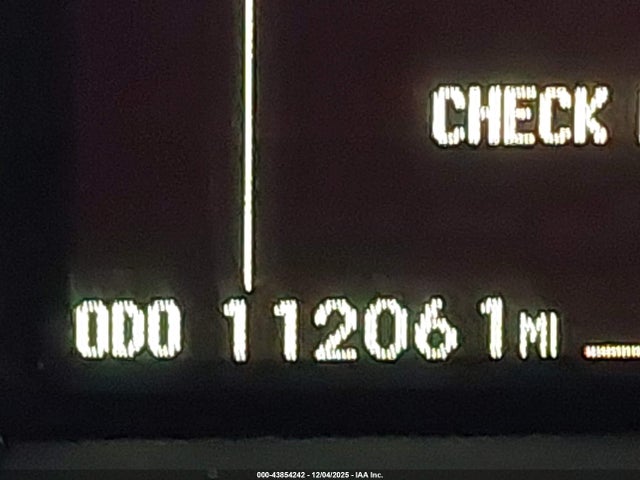 CHECK
ODO 112061MI
000-43854242 - 12/04/2025 - IAA Inc.